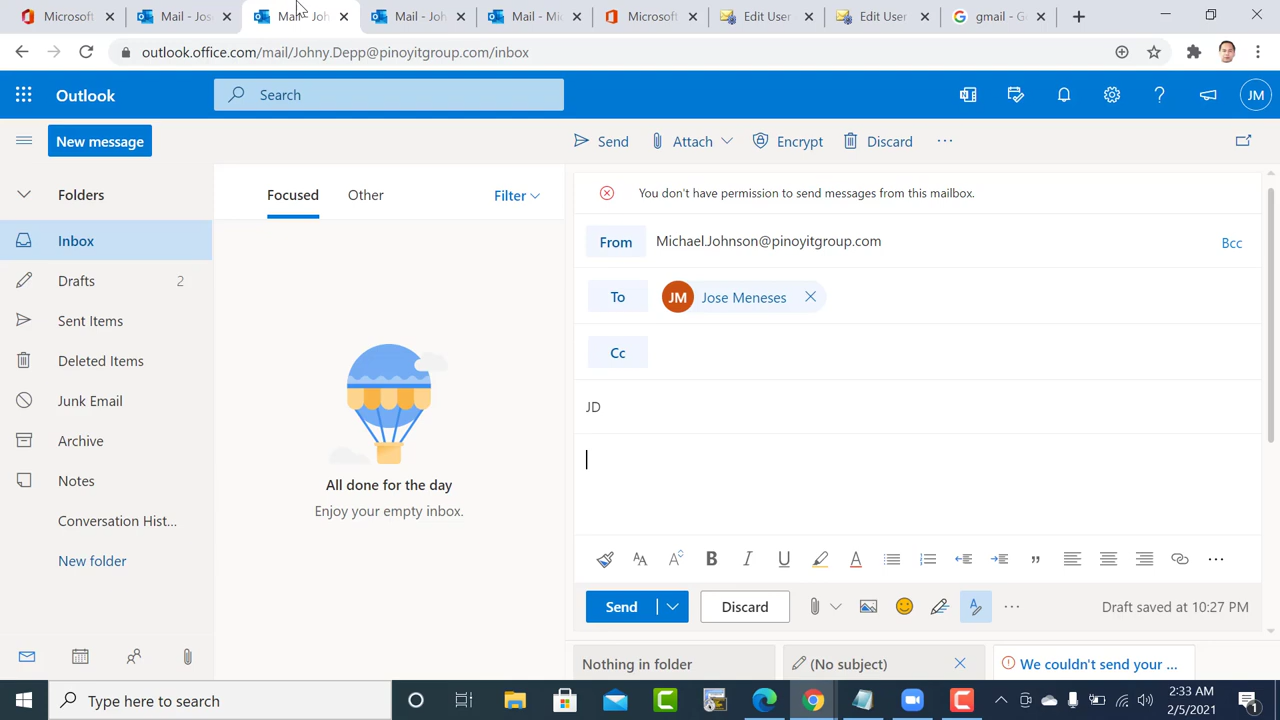 Microsoft
Mail - Jos
Mail - Joh
Mail - Joh
Mail - Mic
Microsoft
Edit User
Edit User
gmail - G
outlook.office.com/mail/Johny.Depp@pinoyitgroup.com/inbox
Outlook
Search
JM
New message
Send
Attach
Encrypt
Discard
Folders
Focused
Other
Filter
You don't have permission to send messages from this mailbox.
Inbox
From
Michael.Johnson@pinoyitgroup.com
Bcc
Drafts
2
To
JM
Jose Meneses
Sent Items
Cc
Deleted Items
Junk Email
JD
Archive
Notes
All done for the day
Enjoy your empty inbox.
Conversation Hist...
New folder
Send
Discard
Draft saved at 10:27 PM
Nothing in folder
(No subject)
We couldn't send your ...
Type here to search
2:33 AM
2/5/2021
1